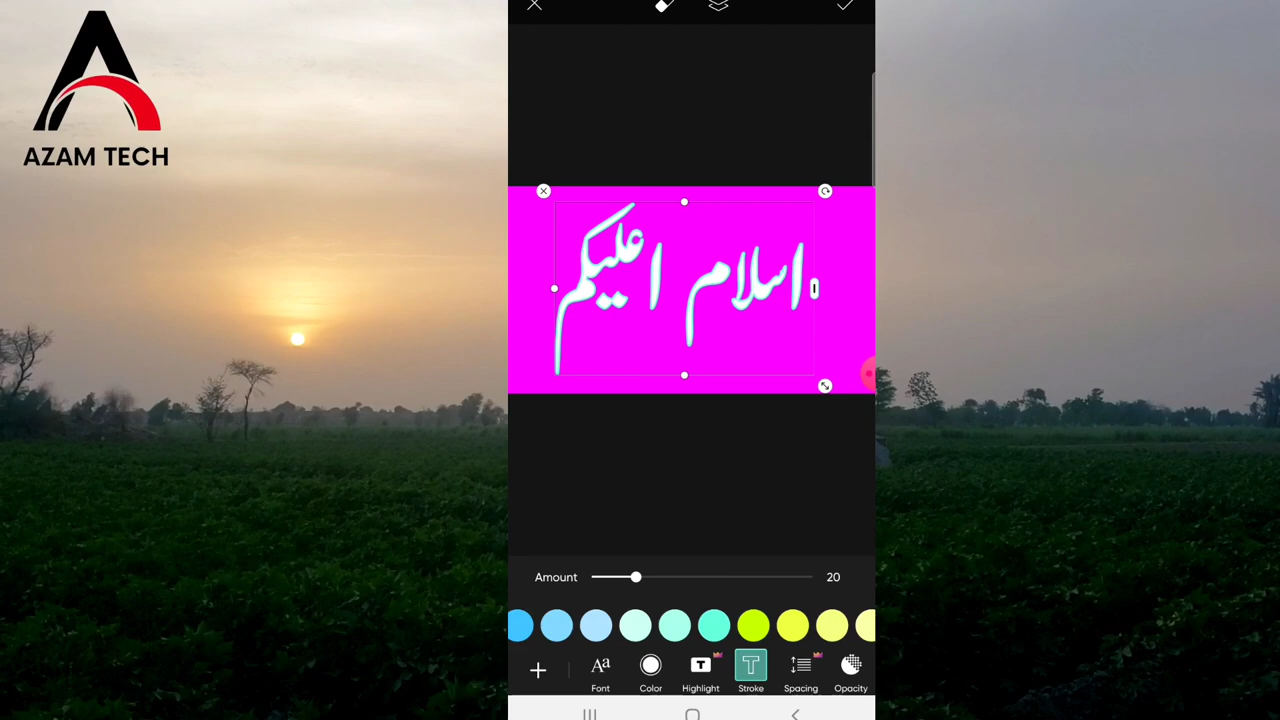 AZAM TECH
اسلام اعلیکم
Amount 20
Font Color Highlight Stroke Spacing Opacity